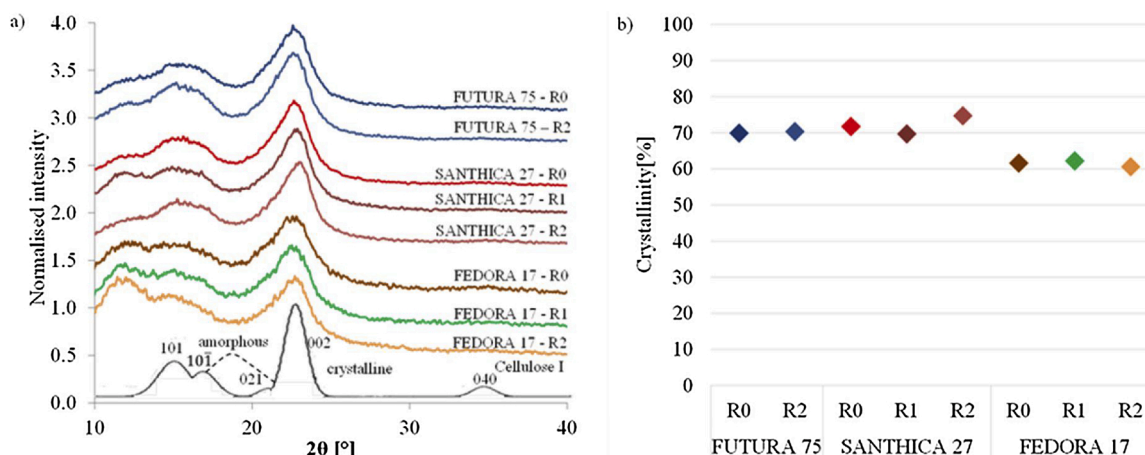 a)
4.0
3.5
3.0
2.5
2.0
1.5
1.0
0.5
0.0
Normalised intensity
FUTURA 75 - R0
FUTURA 75 – R2
SANTHICA 27 - R0
SANTHICA 27 - R1
SANTHICA 27 - R2
FEDORA 17 - R0
FEDORA 17 - R1
FEDORA 17 - R2
amorphous
101
101̄
021
002
crystalline
Cellulose I
040
10 20 30 40
2θ [°]
b)
100
90
80
70
60
50
40
30
20
10
0
Crystallinity[%]
R0 R2 R0 R1 R2 R0 R1 R2
FUTURA 75 SANTHICA 27 FEDORA 17